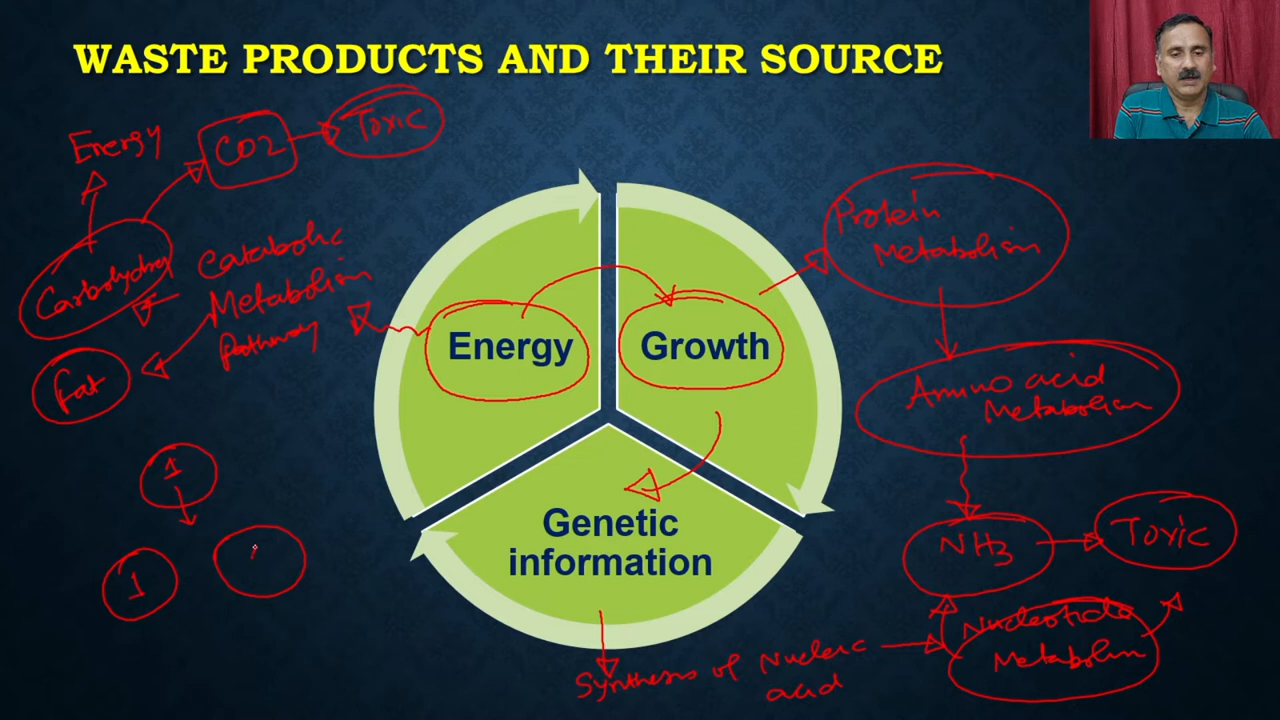 WASTE PRODUCTS AND THEIR SOURCE
Energy
CO2
Toxic
Carbohydra
Catabolic
Metabolism
Pathway
Fat
1
1
Energy
Growth
Genetic
information
Protein
Metabolism
Amino acid
Metabolism
NH3
Toxic
Synthesis of Nucleic
acid
Nucleotide
Metabolism